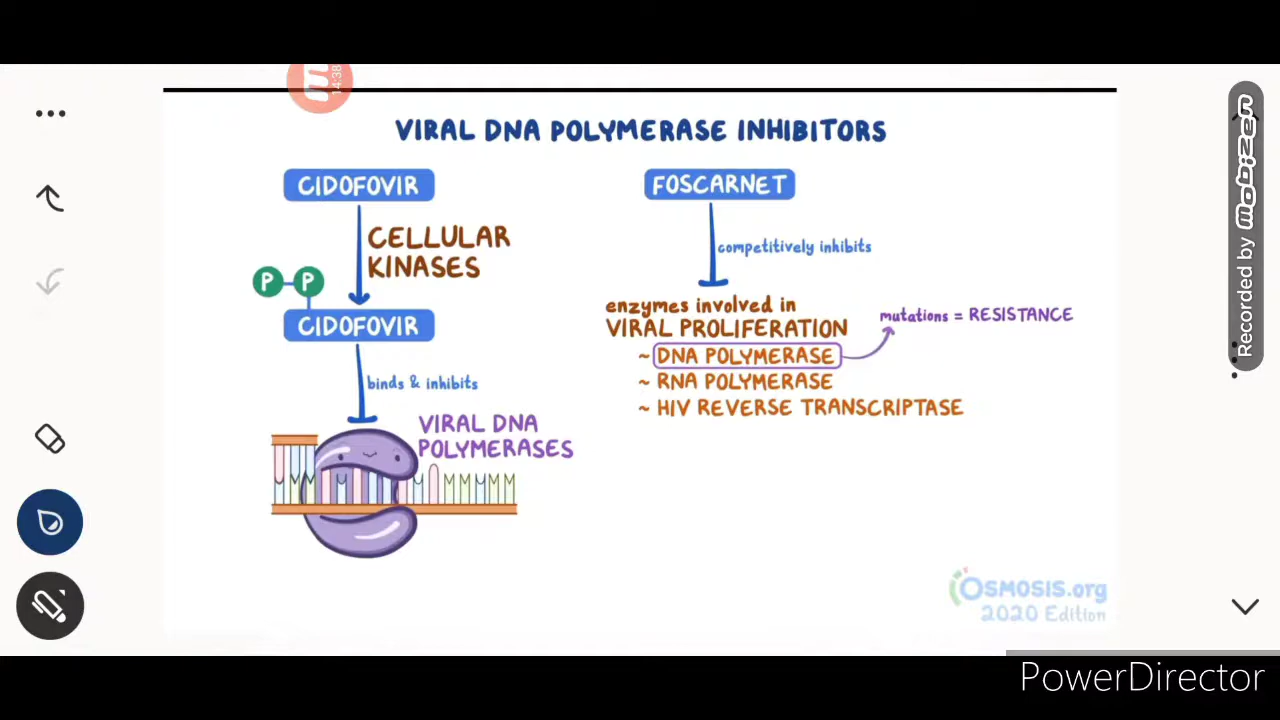 14:38
VIRAL DNA POLYMERASE INHIBITORS
CIDOFOVIR
CELLULAR
KINASES
P P
CIDOFOVIR
binds & inhibits
VIRAL DNA
POLYMERASES
FOSCARNET
competitively inhibits
enzymes involved in
VIRAL PROLIFERATION
~ DNA POLYMERASE
~ RNA POLYMERASE
~ HIV REVERSE TRANSCRIPTASE
mutations = RESISTANCE
OSMOSIS.org
2020 Edition
Recorded by mobizen
PowerDirector